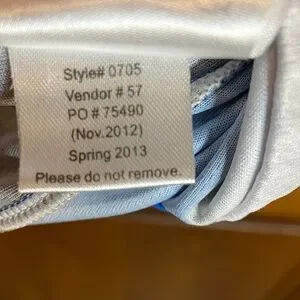 Style# 0705
Vendor # 57
PO # 75490
(Nov.2012)
Spring 2013
Please do not remove.